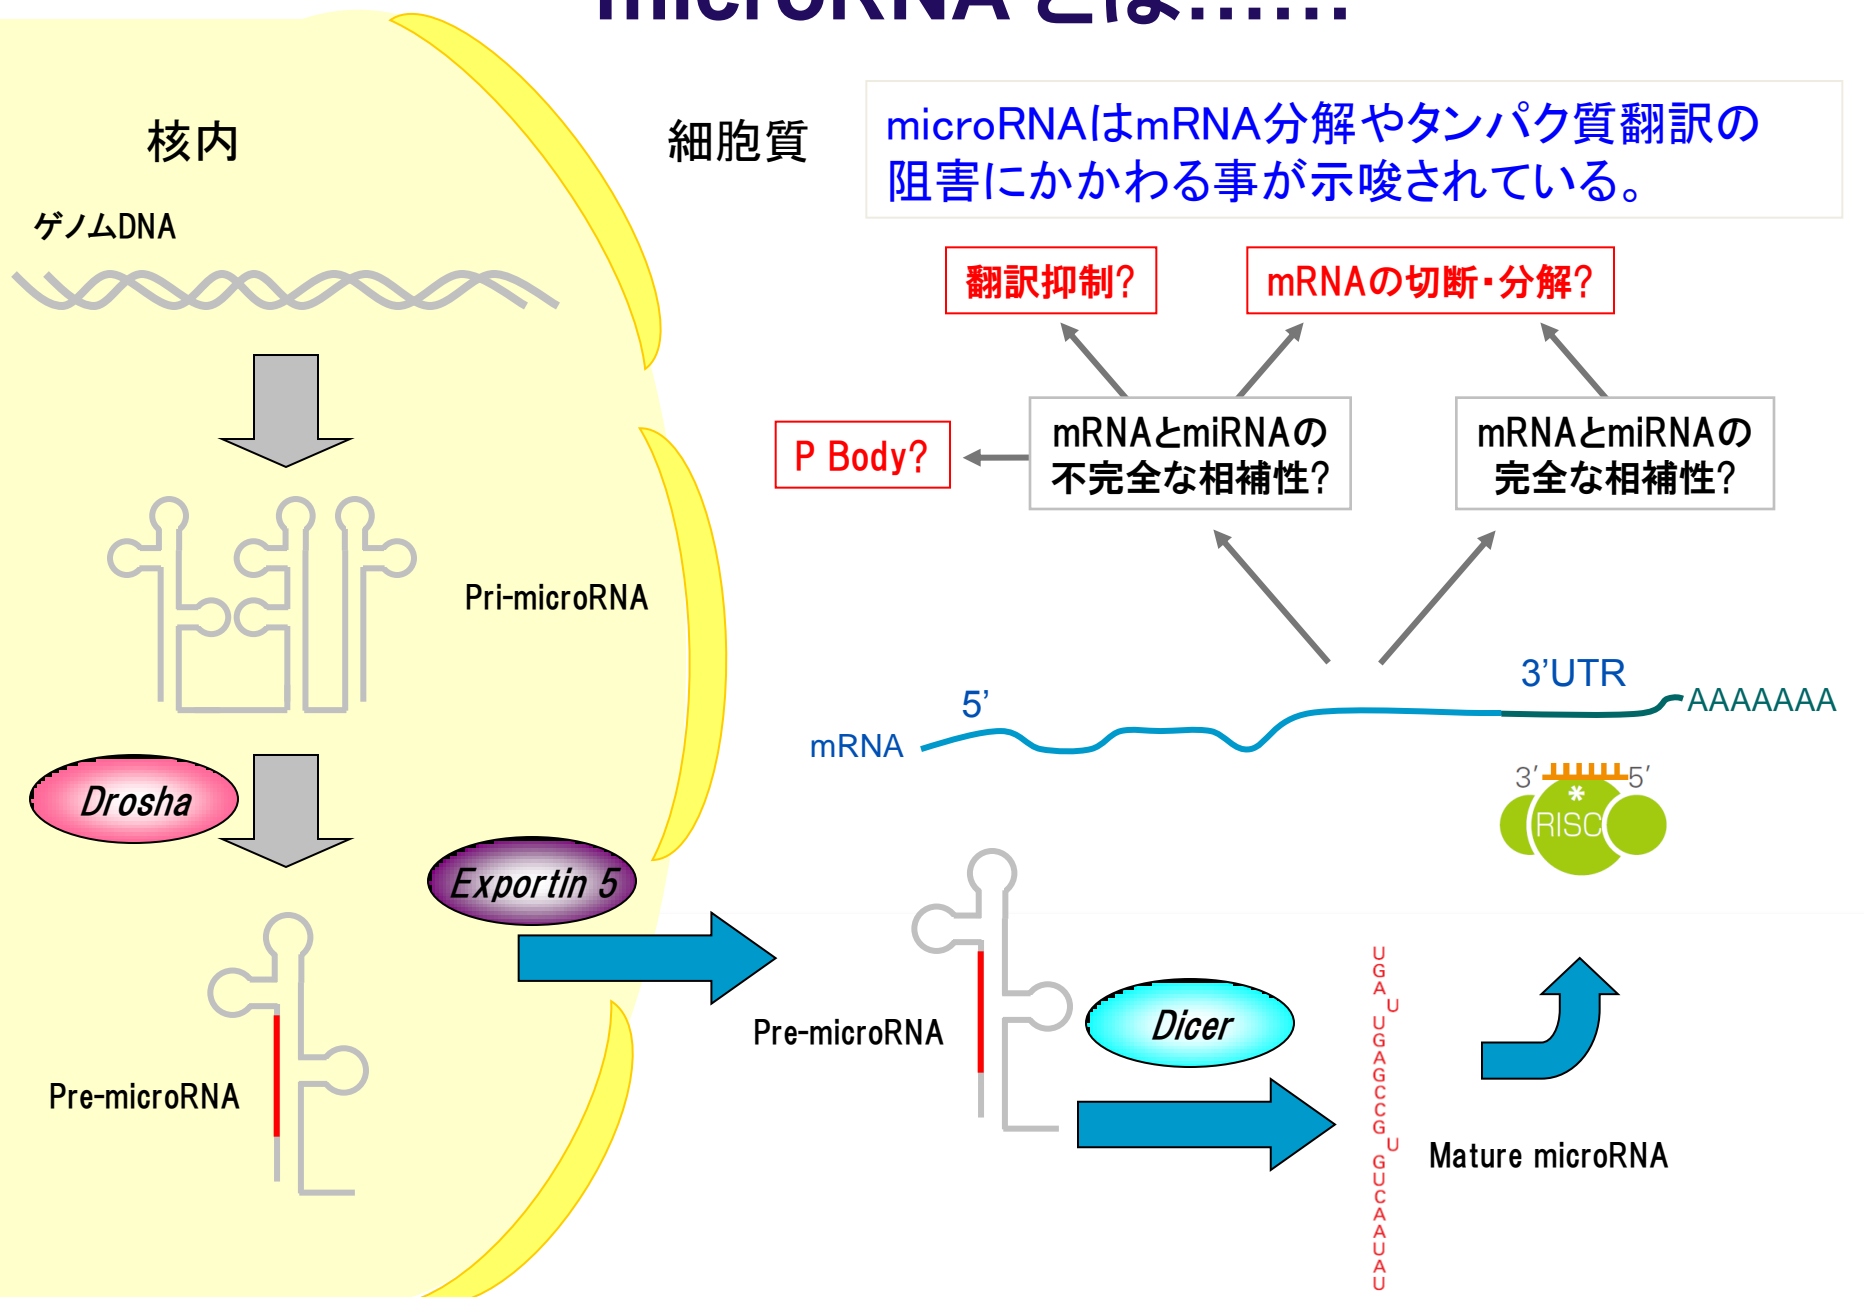 microRNA とは……
核内
細胞質
microRNAはmRNA分解やタンパク質翻訳の
阻害にかかわる事が示唆されている。
ゲノムDNA
翻訳抑制?
mRNAの切断・分解?
P Body?
mRNAとmiRNAの
不完全な相補性?
mRNAとmiRNAの
完全な相補性?
Pri-microRNA
3’UTR
5’
AAAAAAA
mRNA
3′
5′
*
RISC
Drosha
Exportin 5
Pre-microRNA
Pre-microRNA
Dicer
UGAUUGAGCCGUGUCAAUAU
Mature microRNA